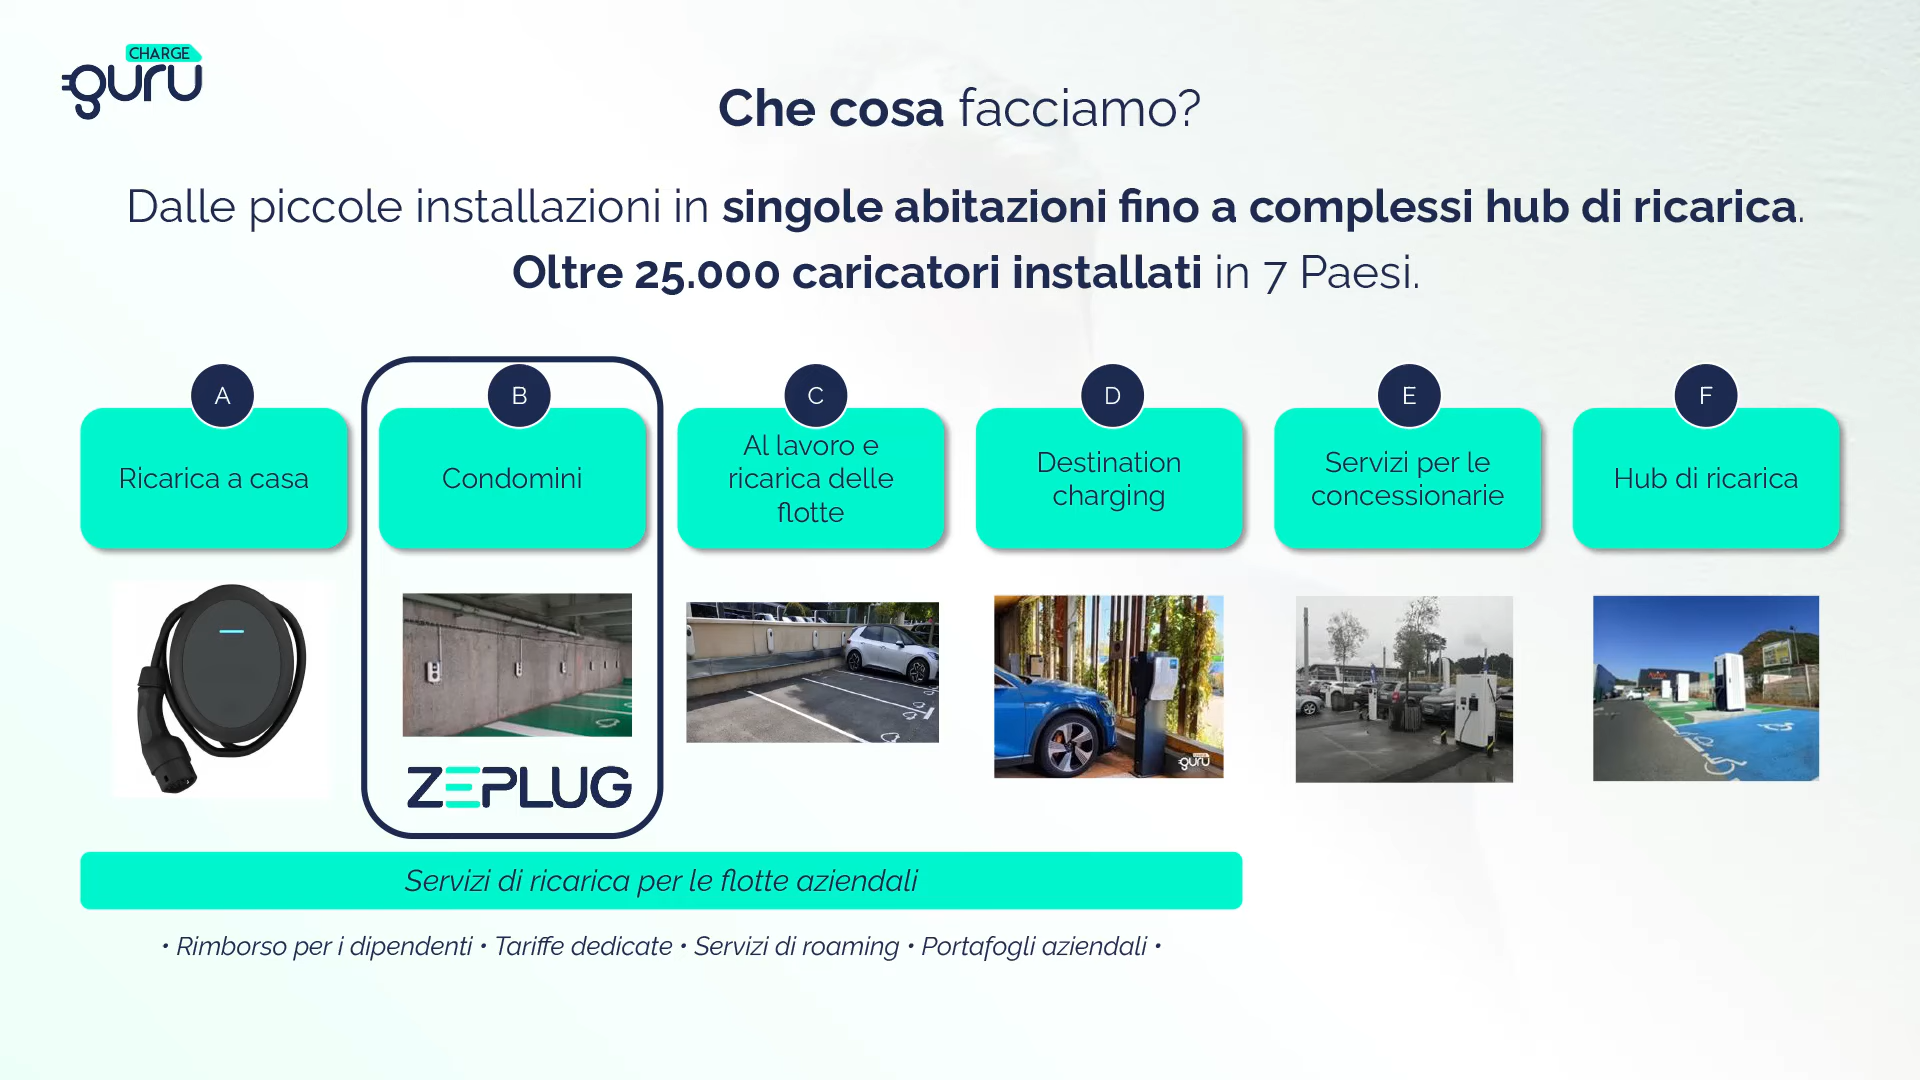 CHARGE
guru
Che cosa facciamo?
Dalle piccole installazioni in singole abitazioni fino a complessi hub di ricarica.
Oltre 25.000 caricatori installati in 7 Paesi.
A
Ricarica a casa
B
Condomini
ZEPLUG
C
Al lavoro e
ricarica delle
flotte
D
Destination
charging
guru
E
Servizi per le
concessionarie
F
Hub di ricarica
Servizi di ricarica per le flotte aziendali
• Rimborso per i dipendenti • Tariffe dedicate • Servizi di roaming • Portafogli aziendali •